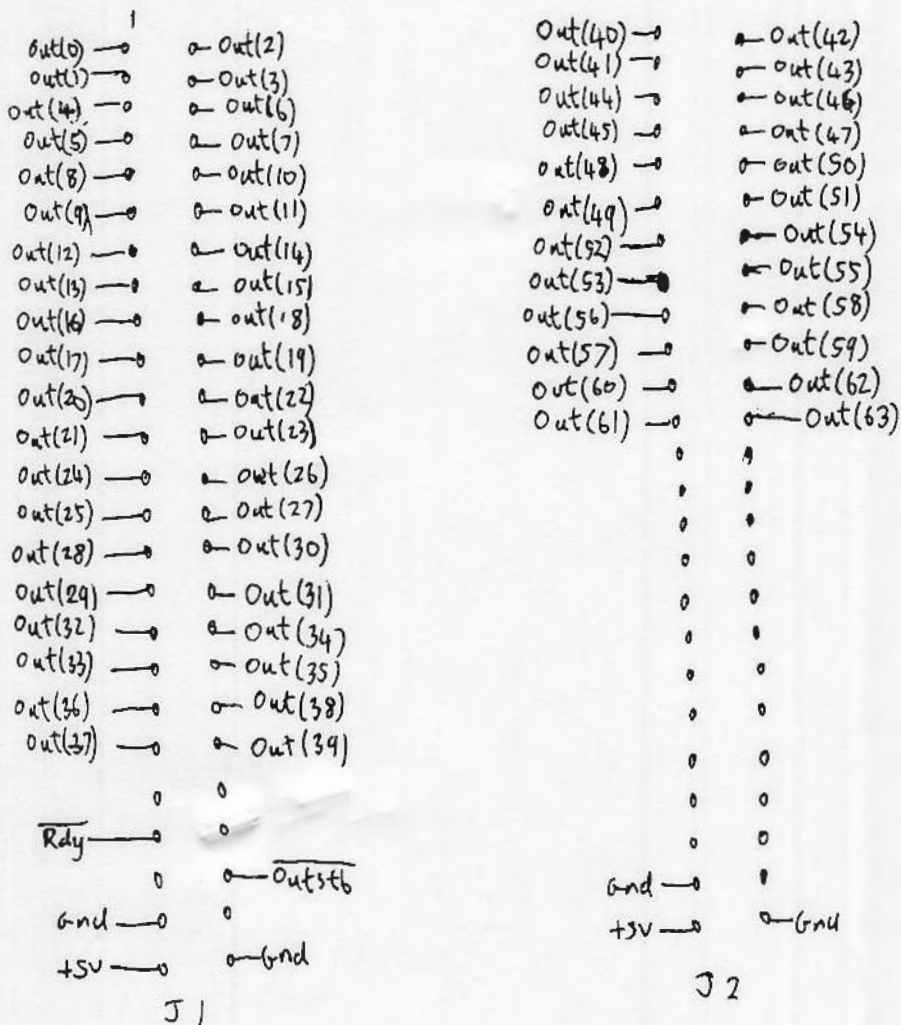 1
Out(0) Out(2)
Out(1) Out(3)
Out(4) Out(6)
Out(5) Out(7)
Out(8) Out(10)
Out(9) Out(11)
Out(12) Out(14)
Out(13) Out(15)
Out(16) Out(18)
Out(17) Out(19)
Out(20) Out(22)
Out(21) Out(23)
Out(24) Out(26)
Out(25) Out(27)
Out(28) Out(30)
Out(29) Out(31)
Out(32) Out(34)
Out(33) Out(35)
Out(36) Out(38)
Out(37) Out(39)
Rdy
Outstb
Gnd
+5V Gnd
J1
Out(40) Out(42)
Out(41) Out(43)
Out(44) Out(46)
Out(45) Out(47)
Out(48) Out(50)
Out(49) Out(51)
Out(52) Out(54)
Out(53) Out(55)
Out(56) Out(58)
Out(57) Out(59)
Out(60) Out(62)
Out(61) Out(63)
Gnd
+5V Gnd
J2